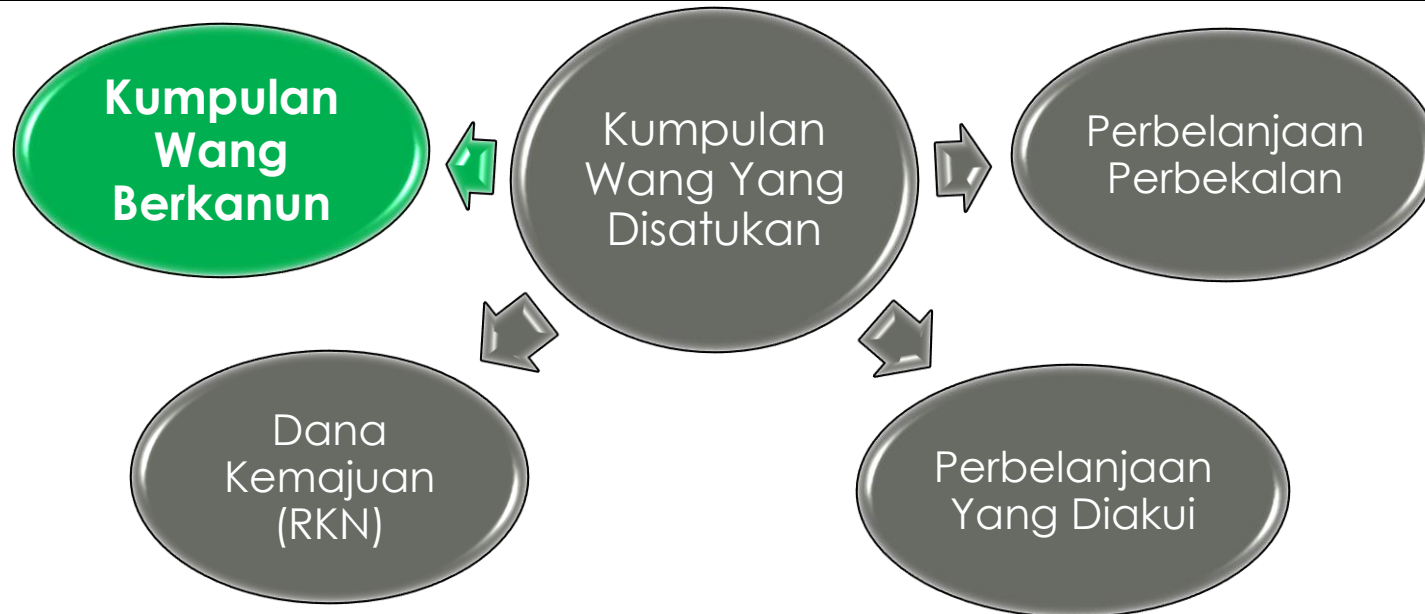 Kumpulan
Wang
Berkanun
Kumpulan
Wang Yang
Disatukan
Perbelanjaan
Perbekalan
Dana
Kemajuan
(RKN)
Perbelanjaan
Yang Diakui